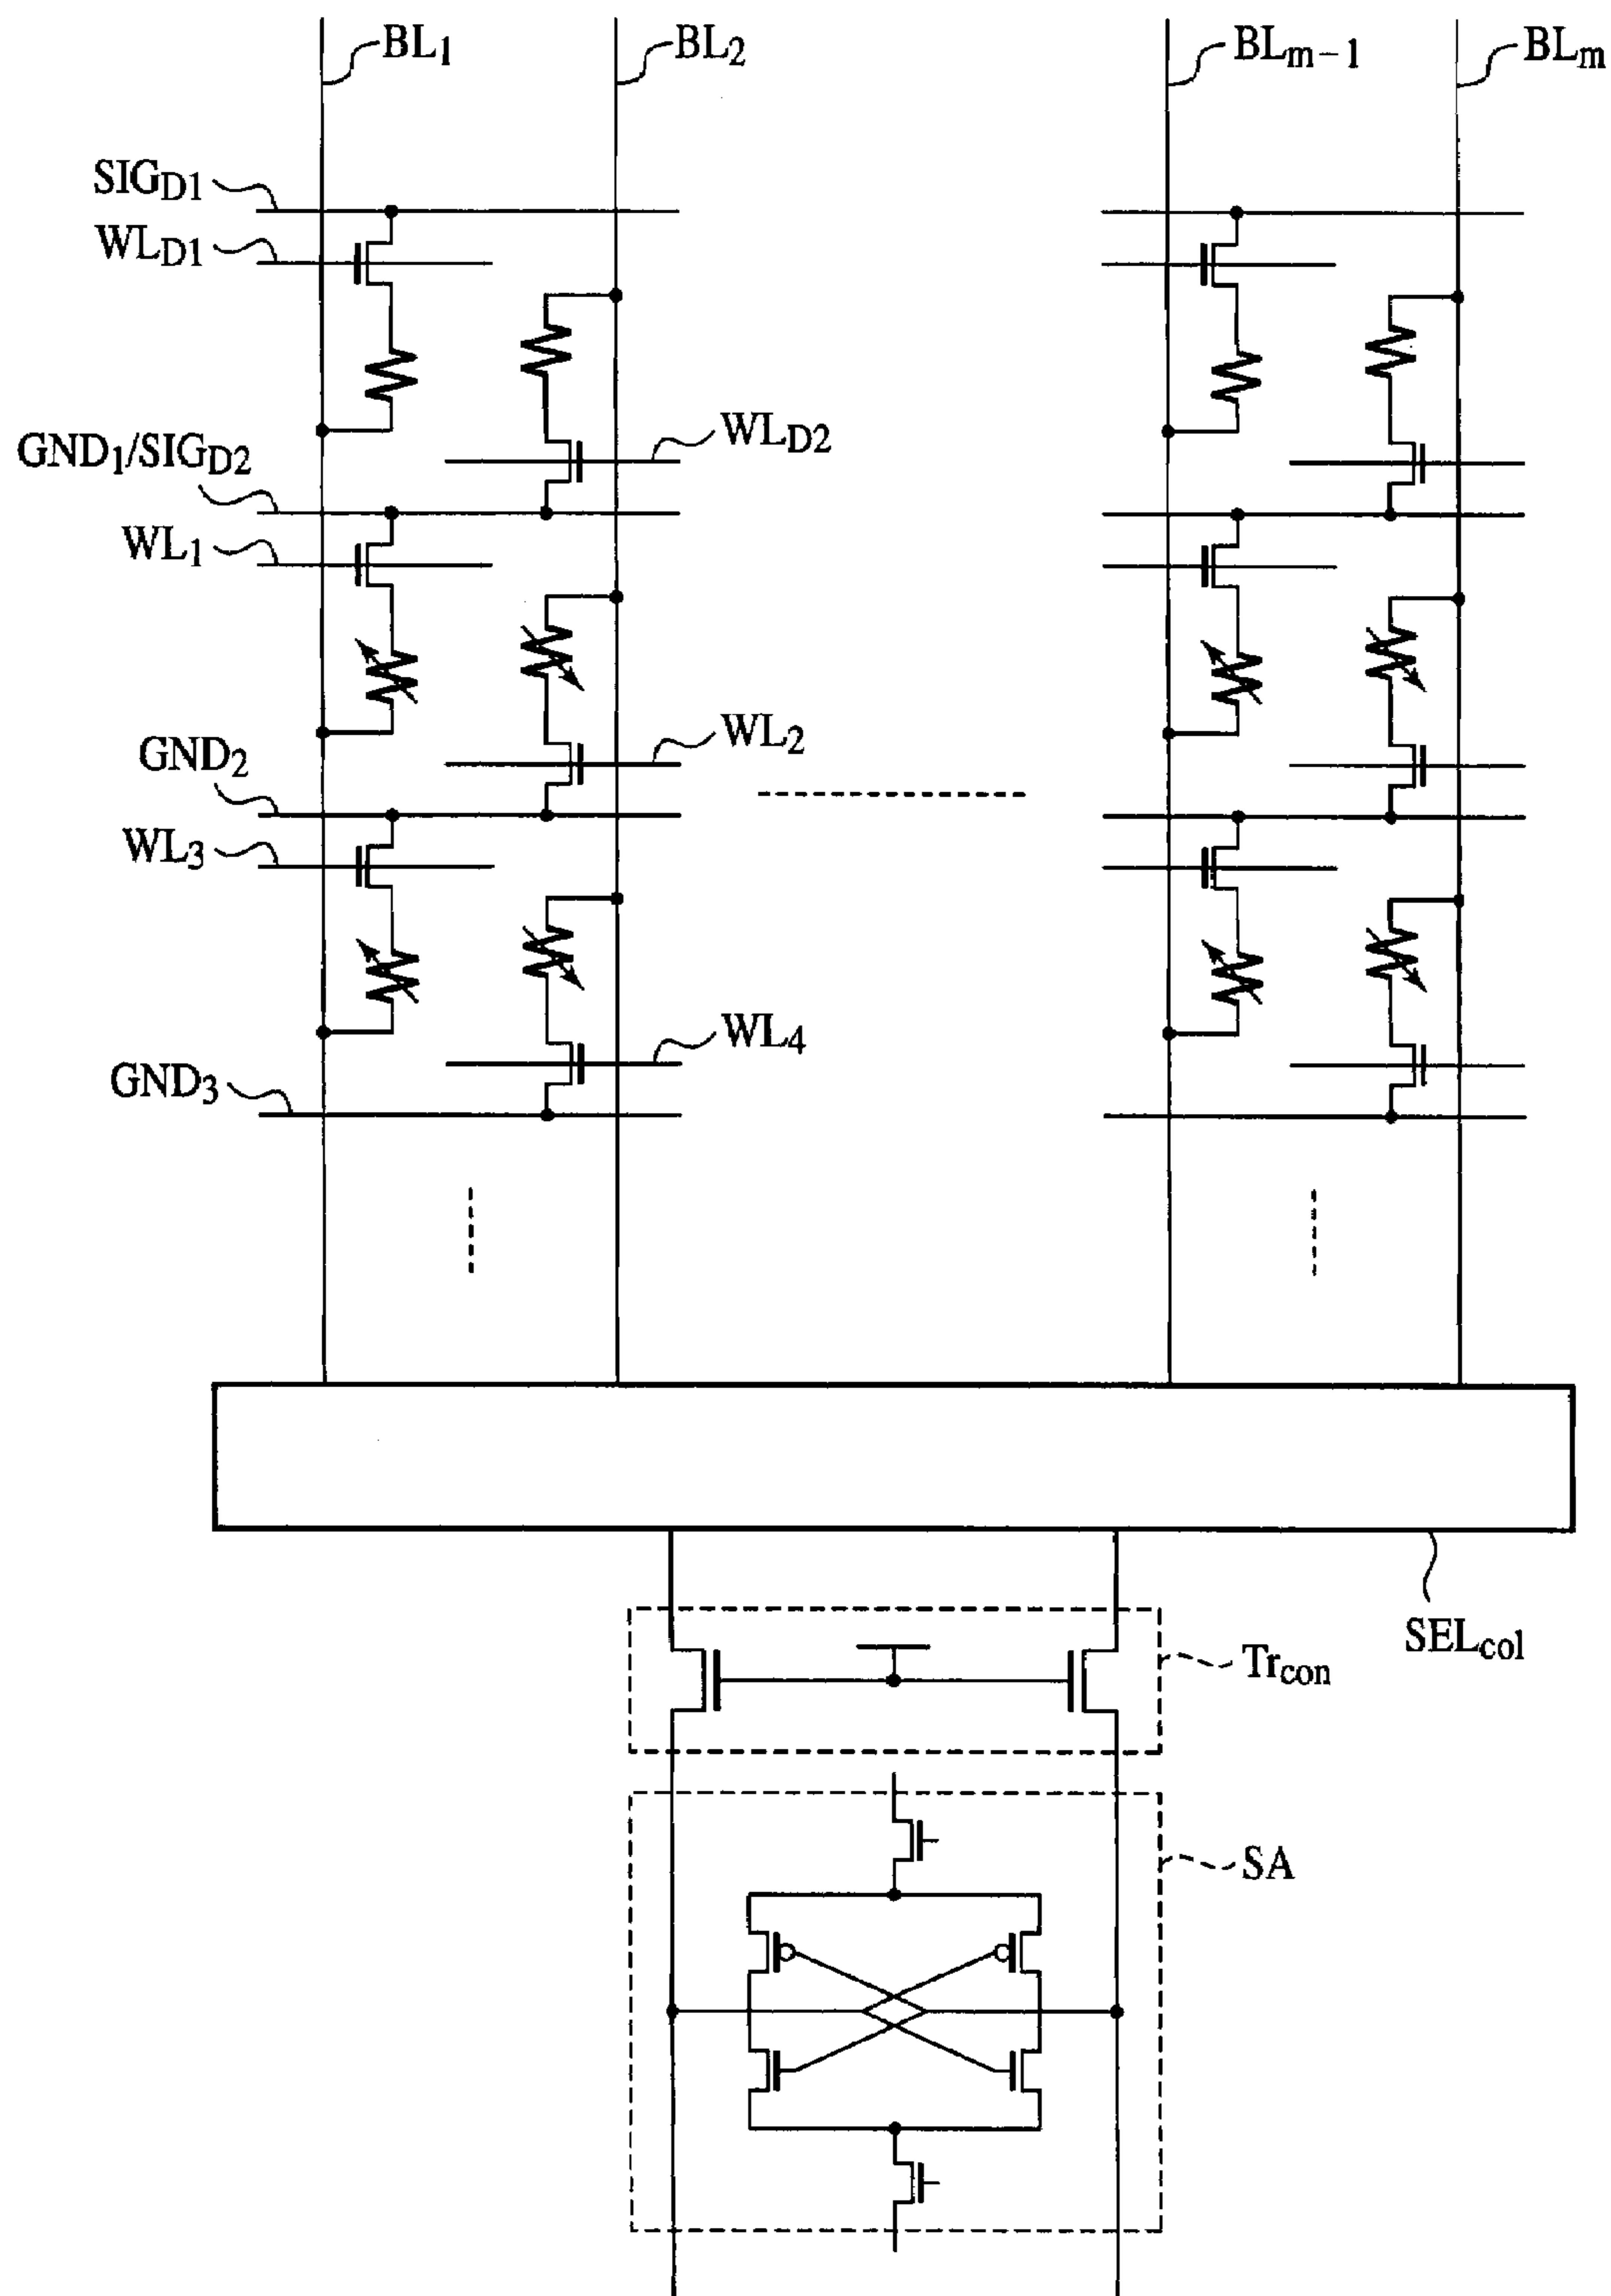 BL1
BL2
BLm-1
BLm
SIGD1
WLD1
WLD2
GND1/SIGD2
WL1
WL2
GND2
WL3
WL4
GND3
SELcol
Trcon
SA